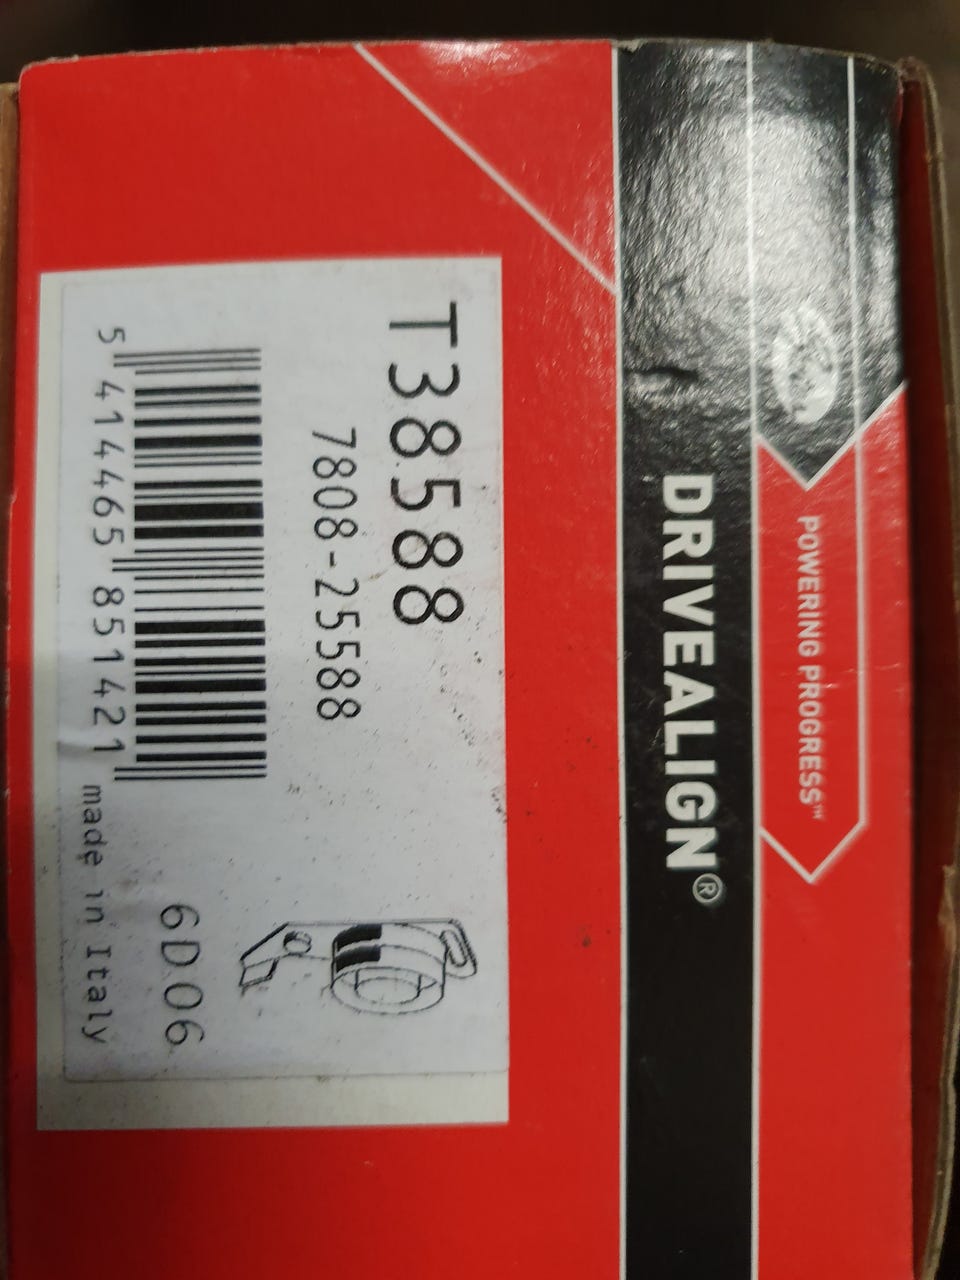 POWERING PROGRESS™
DRIVEALIGN®
T38588
7808-25588
5 414465 851421
6D06
made in Italy